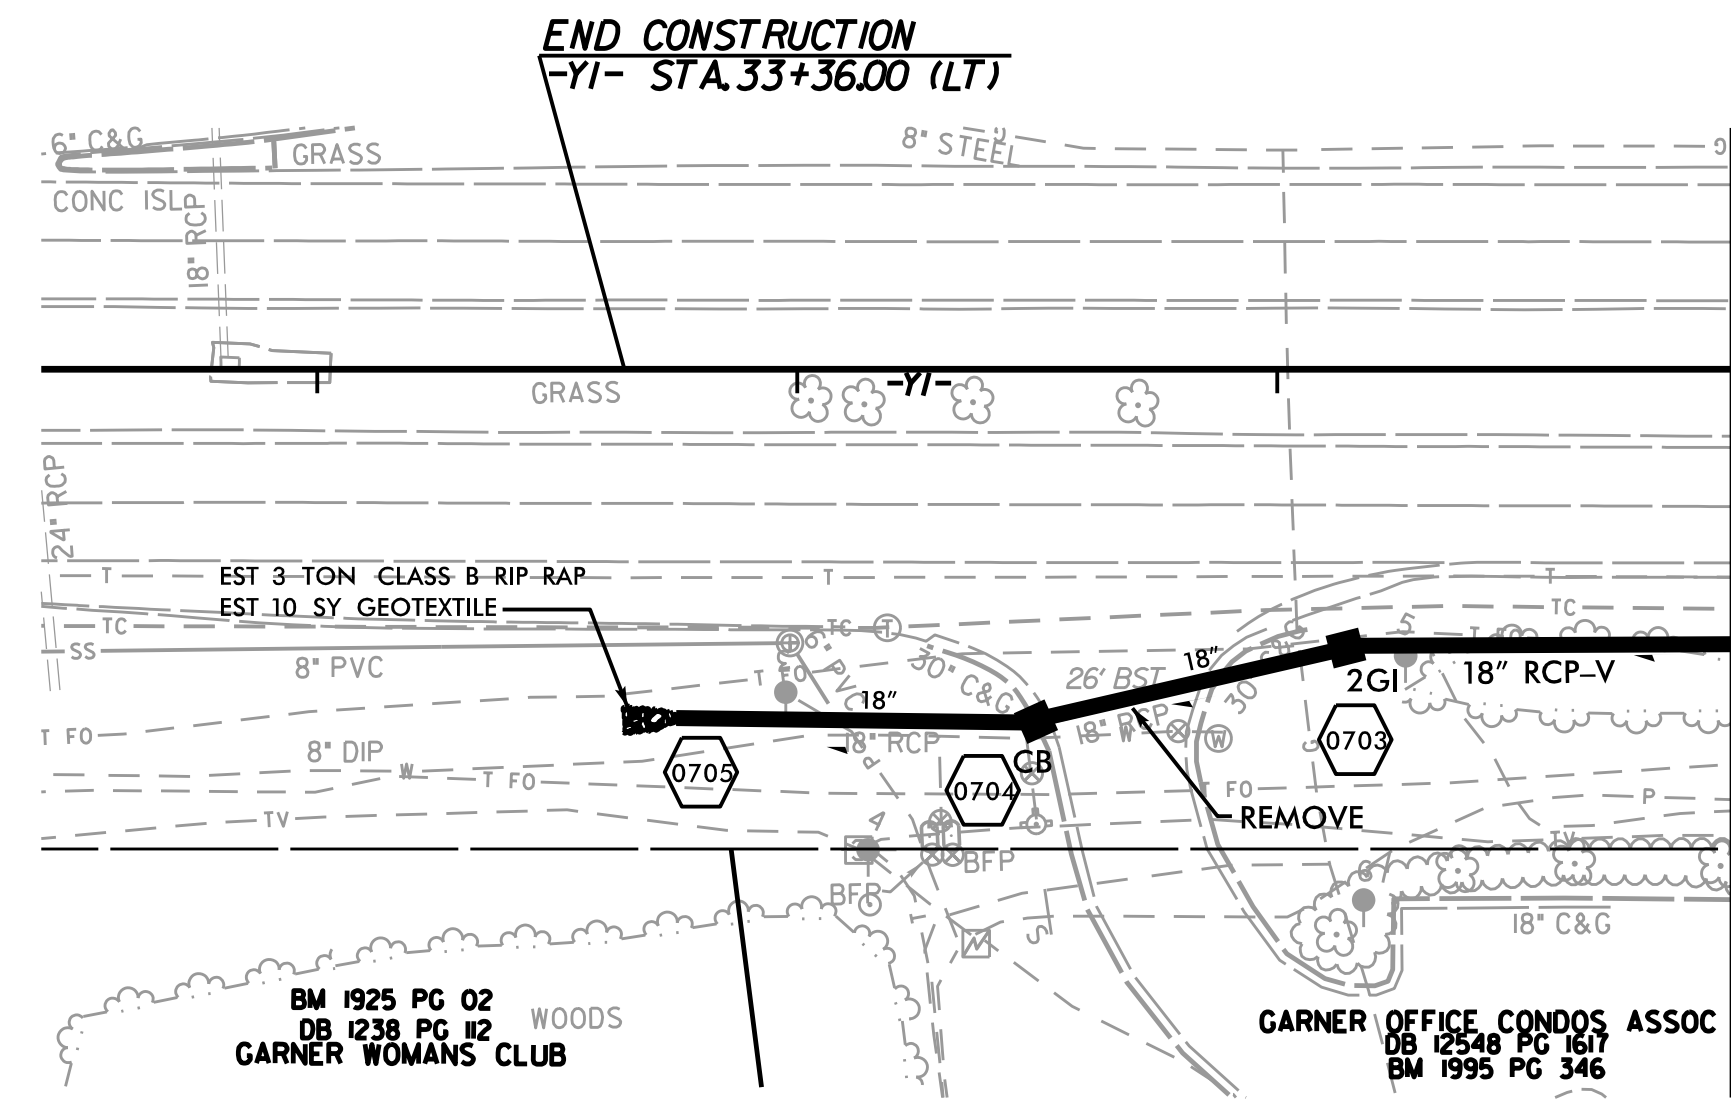 END CONSTRUCTION
-Y1- STA. 33+36.00 (LT)
6" C&G
GRASS
8" STEEL
G
CONC ISL
18" RCP
GRASS
-Y1-
24" RCP
T
EST 3 TON CLASS B RIP RAP
T
T
EST 10 SY GEOTEXTILE
TC
TC
T
TC
SS
8" PVC
6" PVC
30" C&G
26' BST
18"
30"
5
T FO
2GI
18" RCP-V
18"
T FO
8" DIP
18" RCP
18" RCP
W
W
G
0703
CB
0705
0704
W
T FO
P
T FO
P
REMOVE
TV
4
TV
BFP
BFP
6
S
18" C&G
BM 1925 PG 02
DB 1238 PG 112
GARNER WOMANS CLUB
WOODS
GARNER OFFICE CONDOS ASSOC
DB 12548 PG 1617
BM 1995 PG 346